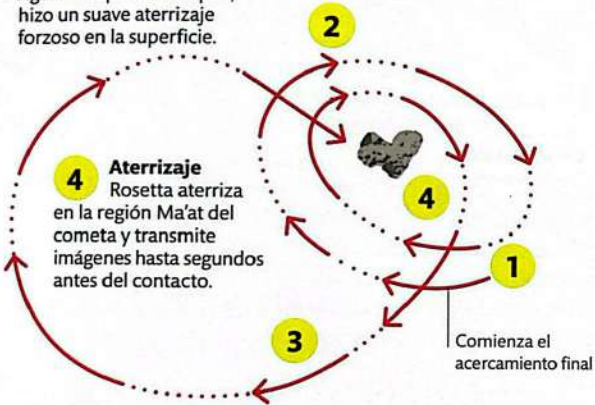 hizo un suave aterrizaje
forzoso en la superficie.
2
4 Aterrizaje
Rosetta aterriza
en la región Ma'at del
cometa y transmite
imágenes hasta segundos
antes del contacto.
4
1
3
Comienza el
acercamiento final